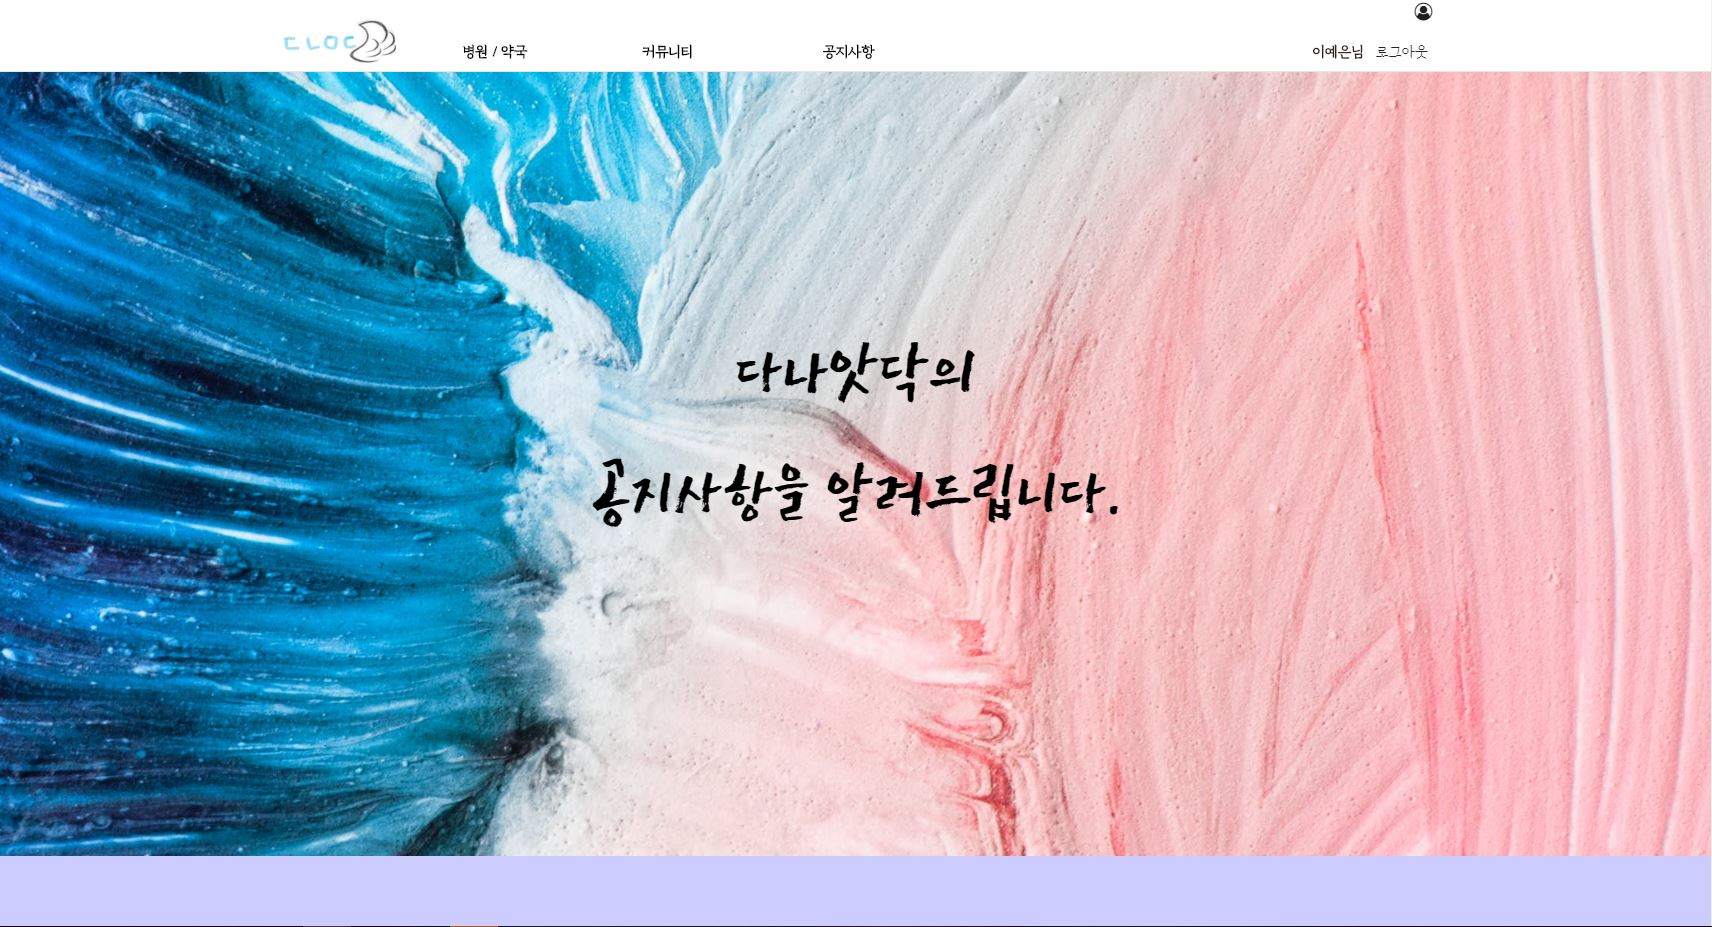 병원 / 약국
커뮤니티
공지사항
이예은님
로그아웃
다나앗닥의
공지사항을 알려드립니다.